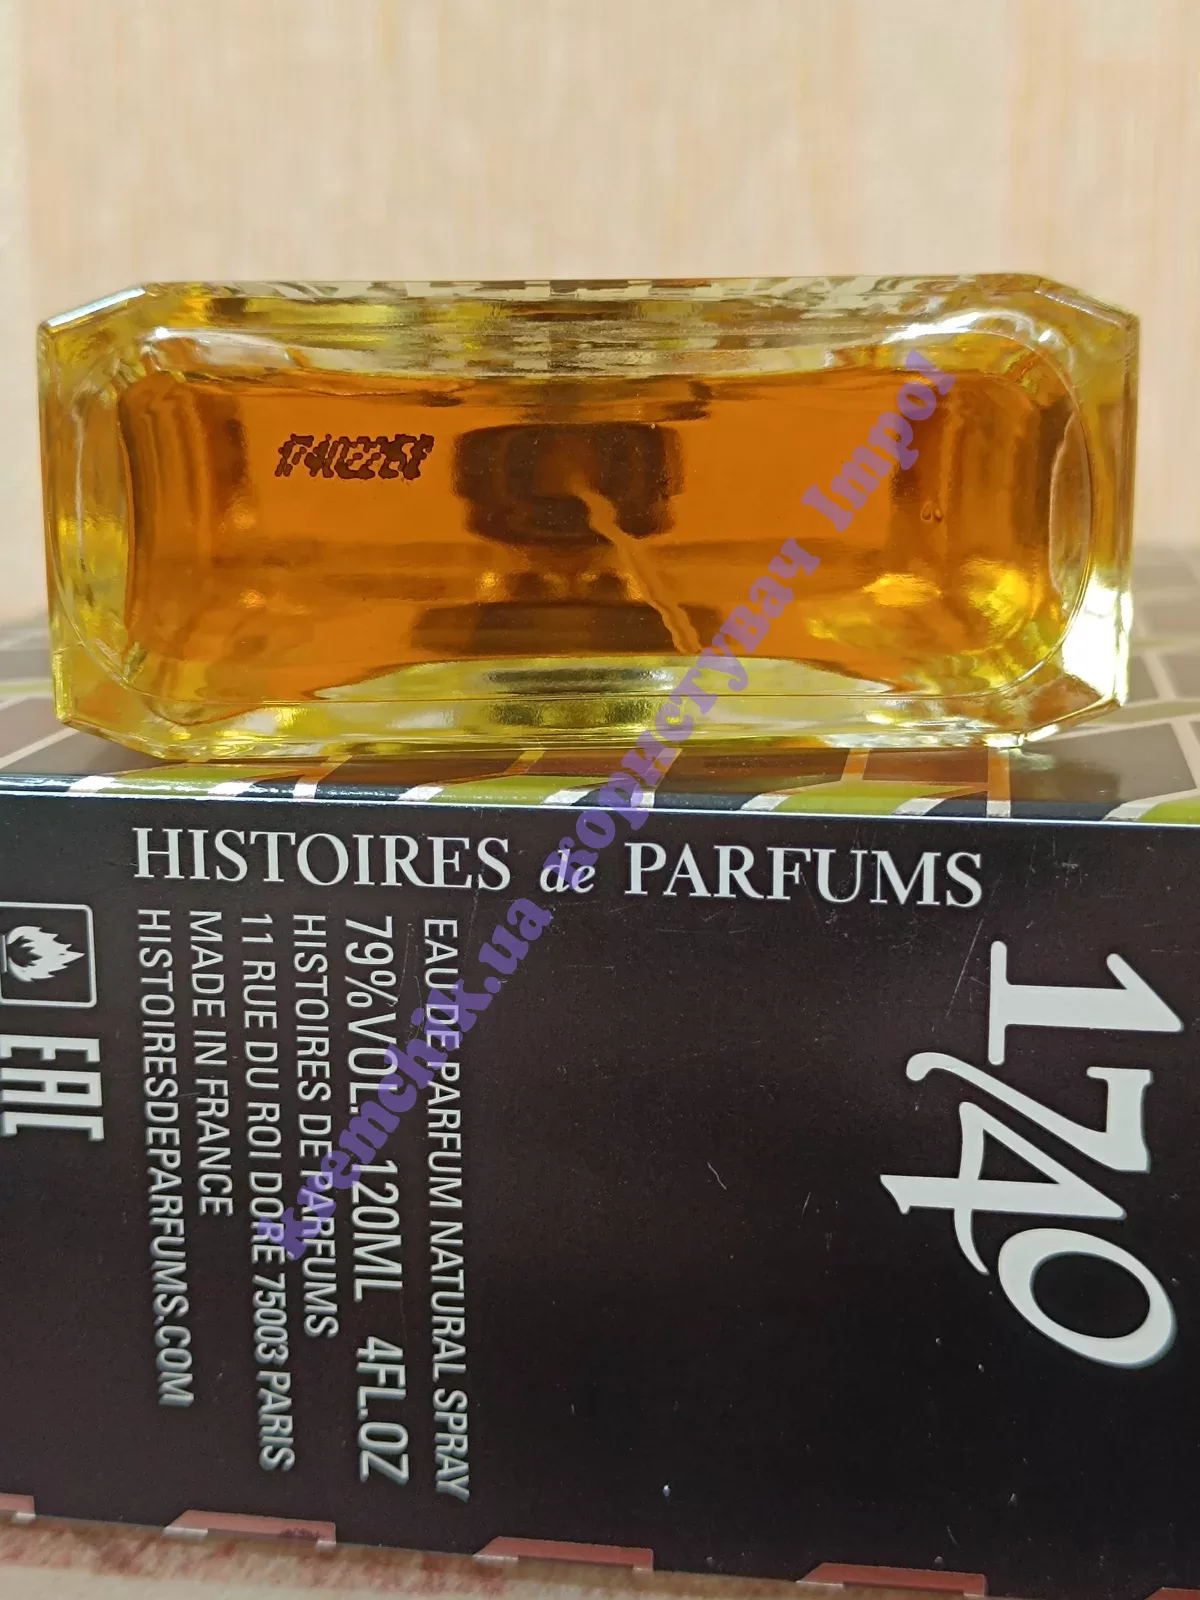 HISTOIRES de PARFUMS
1740
EAU DE PARFUM NATURAL SPRAY
79%VOL. 120ML 4FL.OZ
HISTOIRES DE PARFUMS
11 RUE DU ROI DORE 75003 PARIS
MADE IN FRANCE
HISTOIRESDEPARFUMS.COM
EAC
kremchik.ua користувач Impol